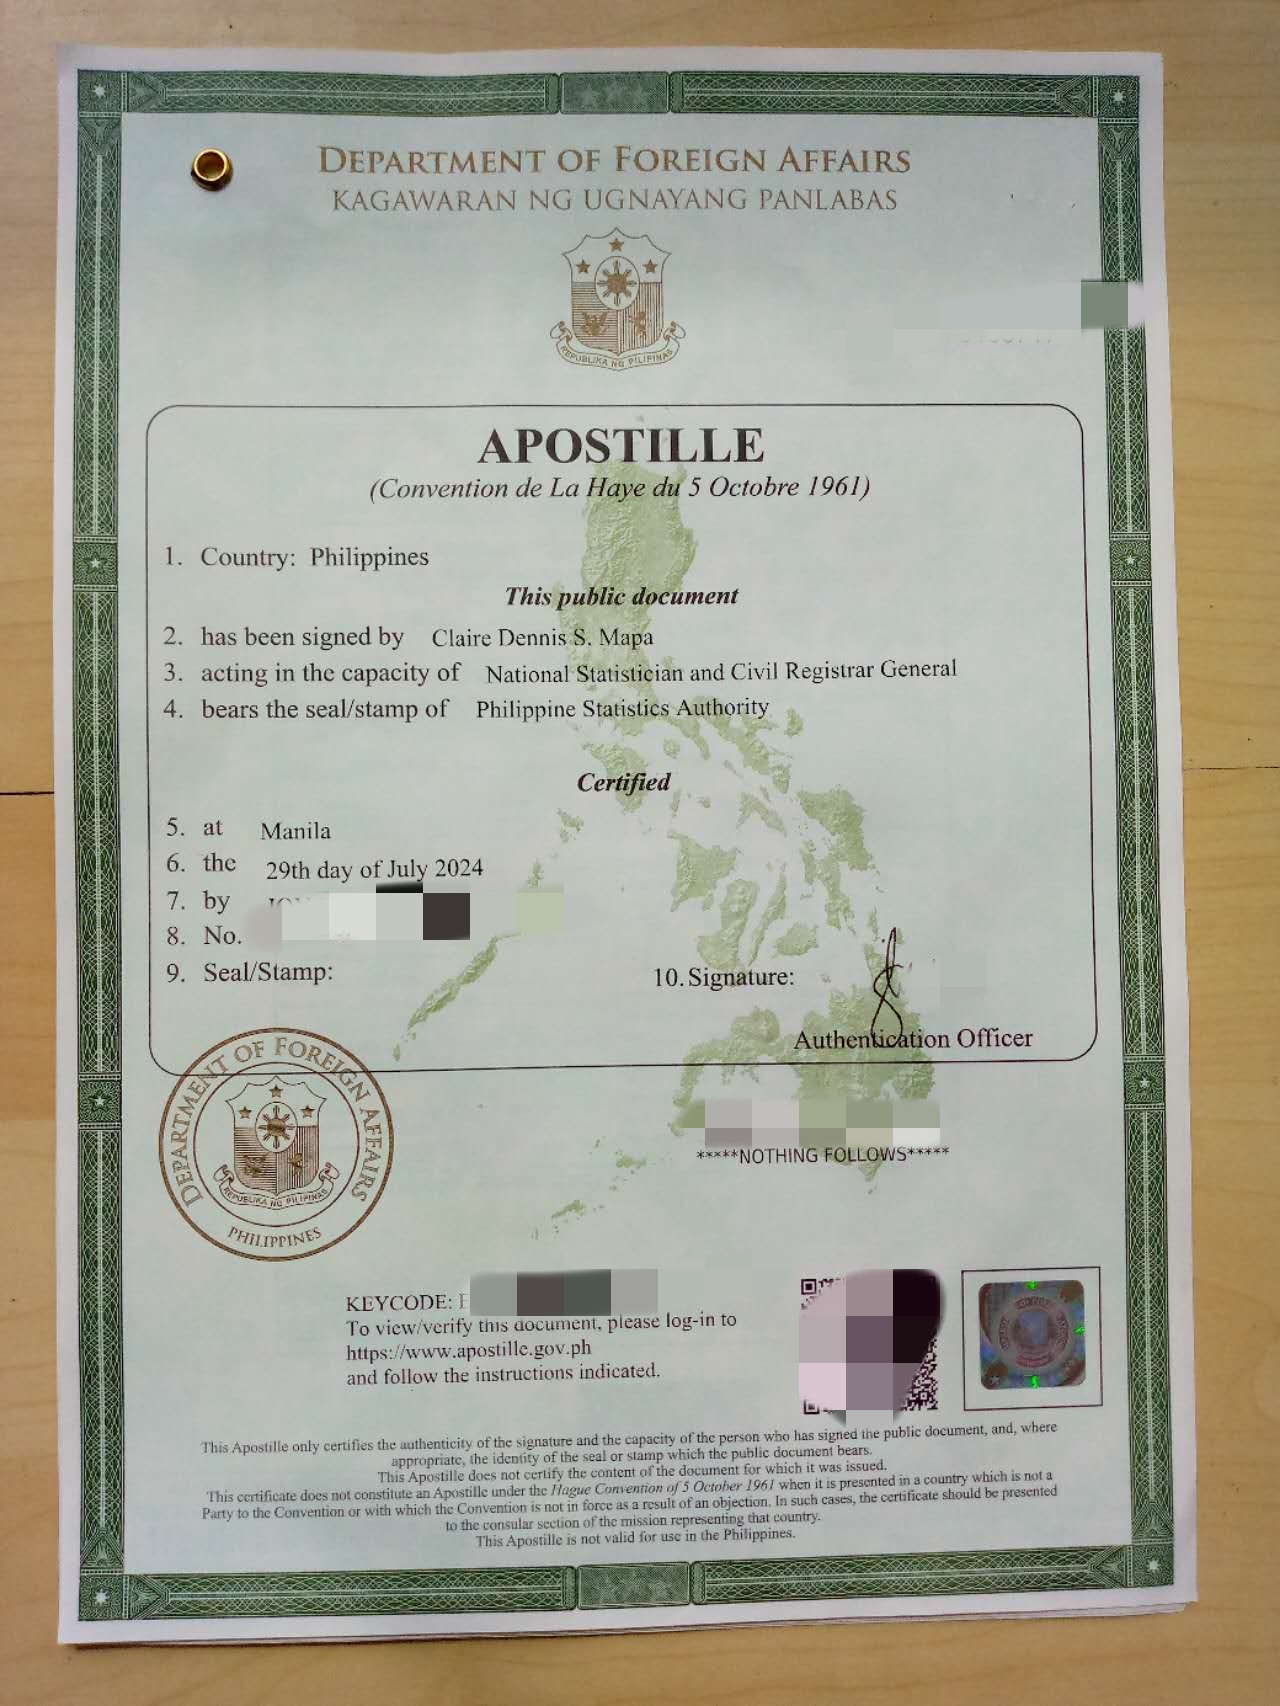 DEPARTMENT OF FOREIGN AFFAIRS
KAGAWARAN NG UGNAYANG PANLABAS
REPUBLIKA NG PILIPINAS
APOSTILLE
(Convention de La Haye du 5 Octobre 1961)
1. Country: Philippines
This public document
2. has been signed by Claire Dennis S. Mapa
3. acting in the capacity of National Statistician and Civil Registrar General
4. bears the seal/stamp of Philippine Statistics Authority
Certified
5. at Manila
6. the 29th day of July 2024
7. by
8. No.
9. Seal/Stamp:
10. Signature:
Authentication Officer
DEPARTMENT OF FOREIGN AFFAIRS
REPUBLIKA NG PILIPINAS
PHILIPPINES
*****NOTHING FOLLOWS*****
KEYCODE:
To view/verify this document, please log-in to
https://www.apostille.gov.ph
and follow the instructions indicated.
This Apostille only certifies the authenticity of the signature and the capacity of the person who has signed the public document, and, where
appropriate, the identity of the seal or stamp which the public document bears.
This Apostille does not certify the content of the document for which it was issued.
This certificate does not constitute an Apostille under the Hague Convention of 5 October 1961 when it is presented in a country which is not a
Party to the Convention or with which the Convention is not in force as a result of an objection. In such cases, the certificate should be presented
to the consular section of the mission representing that country.
This Apostille is not valid for use in the Philippines.